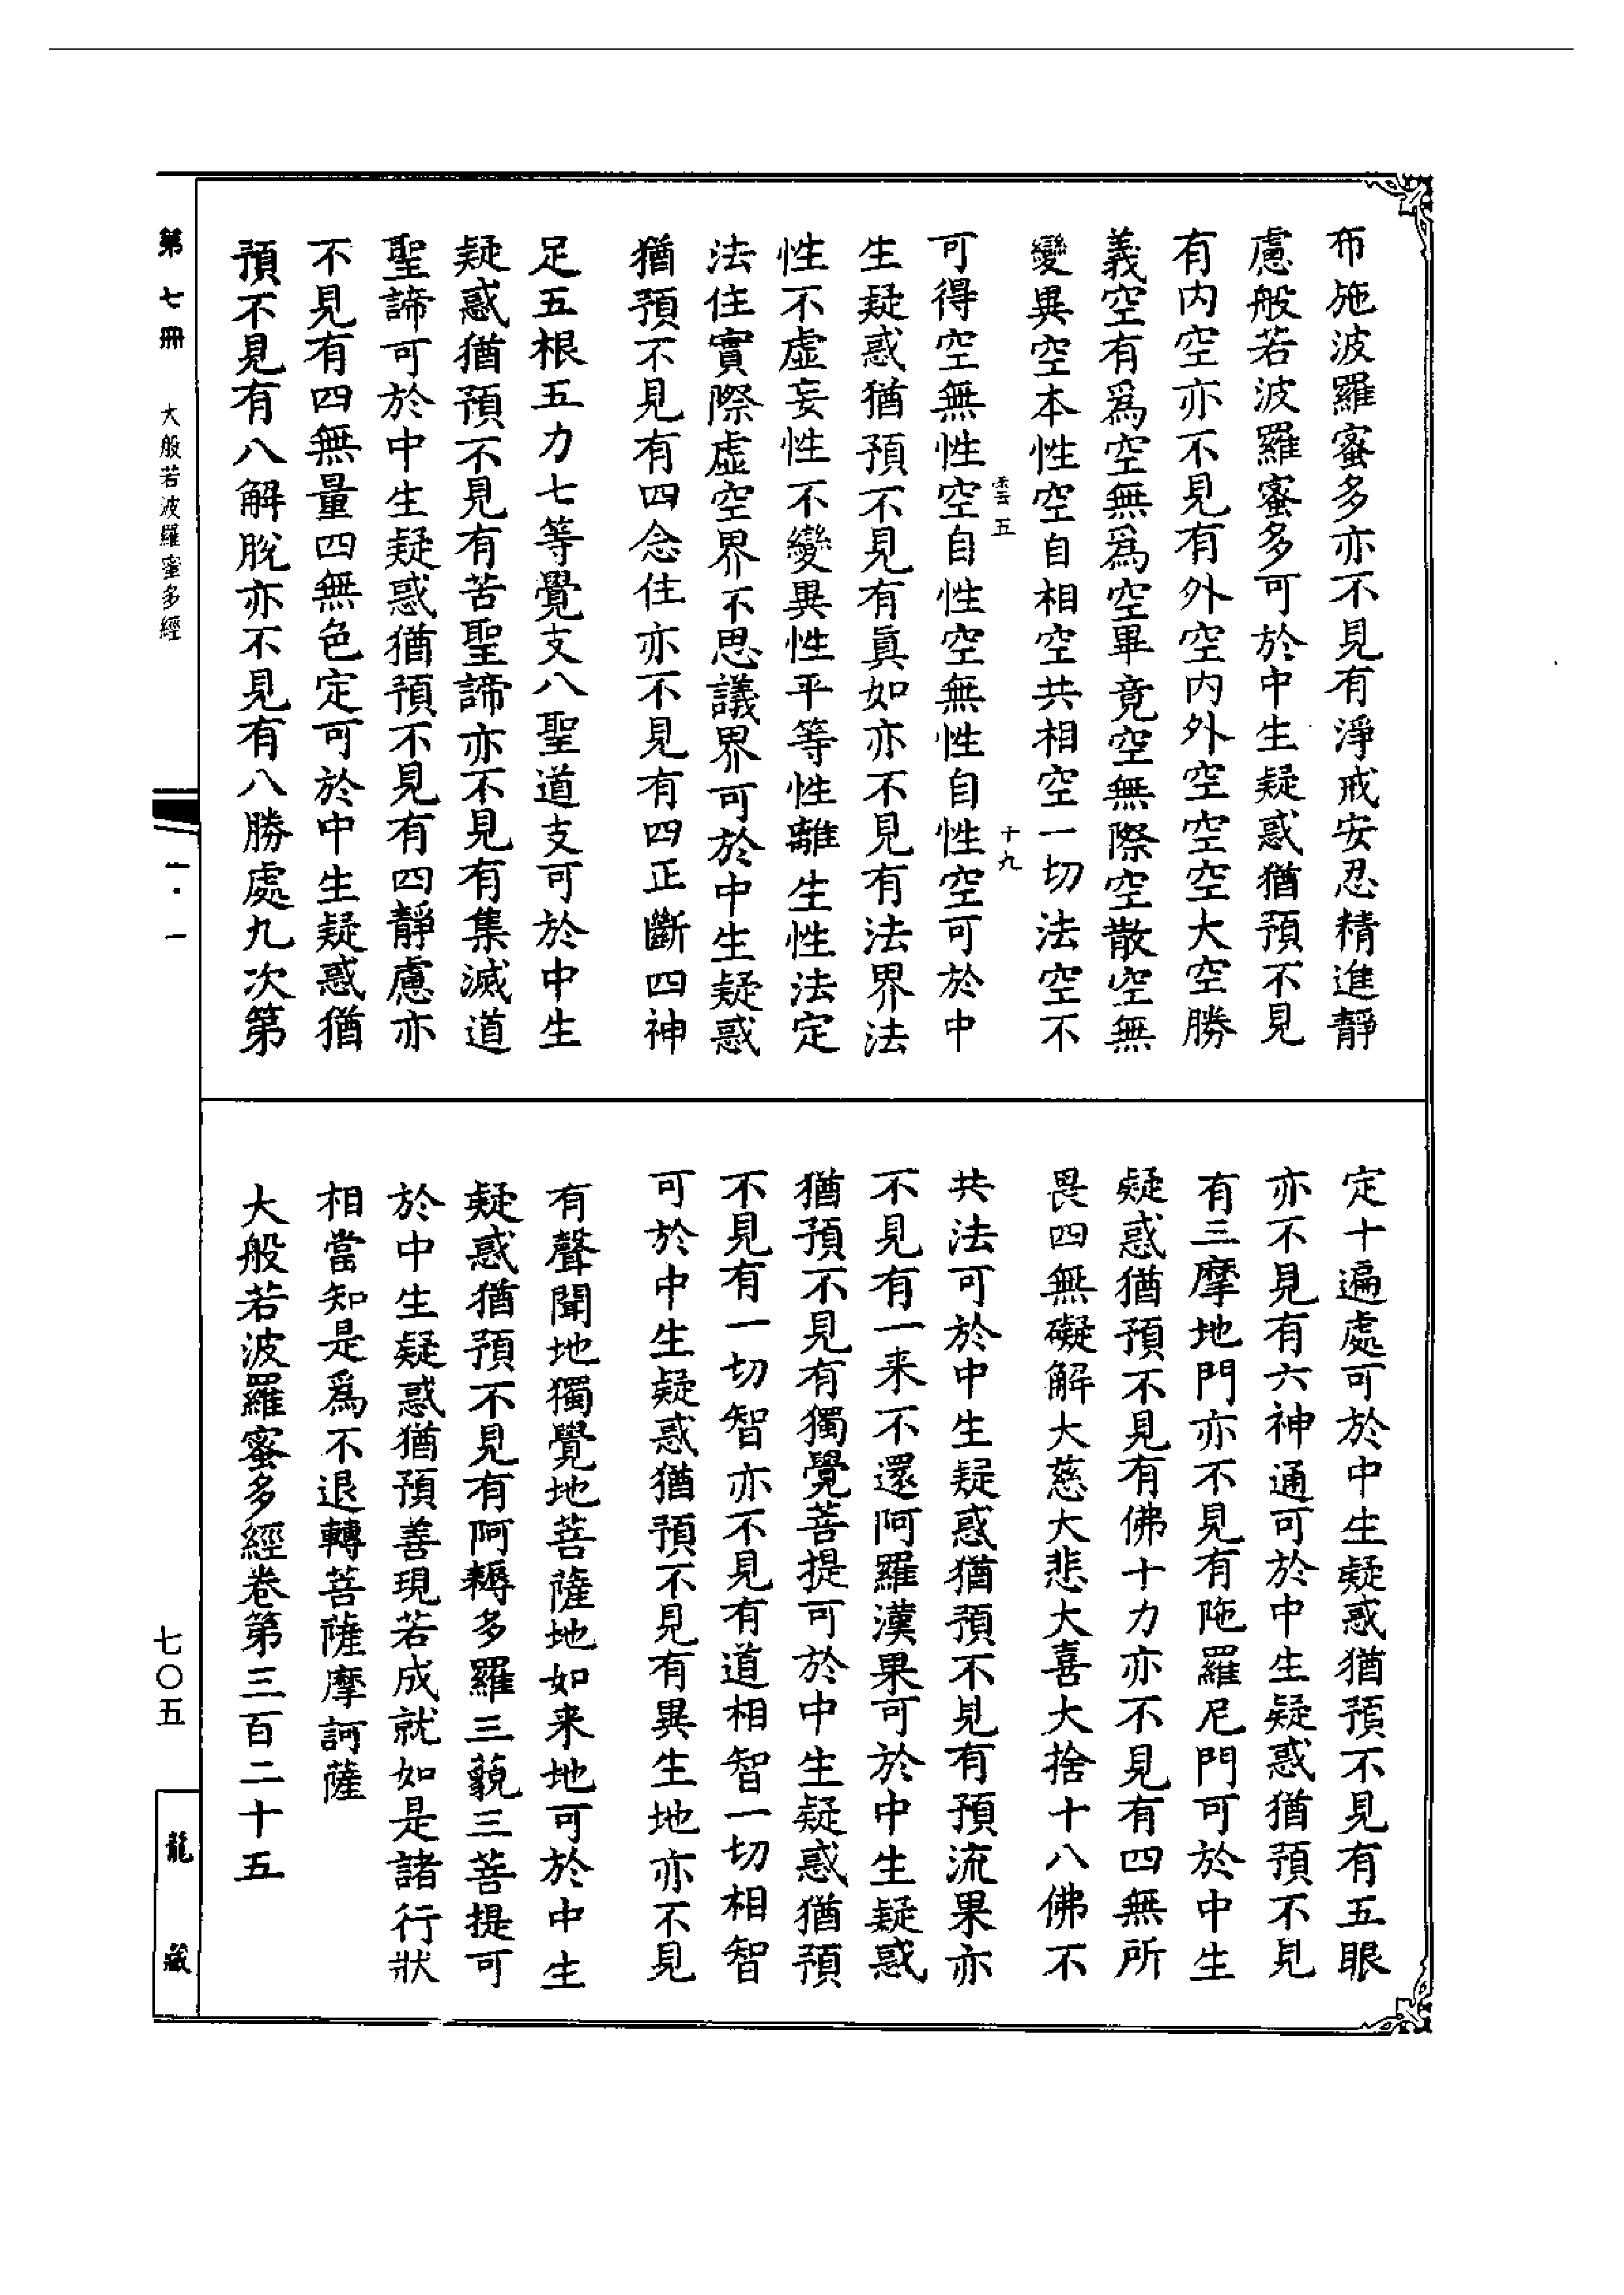 布施波羅蜜多亦不見有淨戒安忍精進靜
慮般若波羅蜜多可於中生疑惑猶預不見
有内空亦不見有外空内外空空空大空勝
義空有爲空無爲空畢竟空無際空散空無
變異空本性空自相空共相空一切法空不
五
十九
可得空無性空自性空無性自性空可於中
生疑惑猶預不見有眞如亦不見有法界法
性不虛妄性不變異性平等性離生性法定
法住實際虛空界不思議界可於中生疑惑
猶預不見有四念住亦不見有四正斷四神
足五根五力七等覺支八聖道支可於中生
疑惑猶預不見有苦聖諦亦不見有集滅道
聖諦可於中生疑惑猶預不見有四靜慮亦
不見有四無量四無色定可於中生疑惑猶
預不見有八解脫亦不見有八勝處九次第
定十遍處可於中生疑惑猶預不見有五眼
亦不見有六神通可於中生疑惑猶預不見
有三摩地門亦不見有陁羅尼門可於中生
疑惑猶預不見有佛十力亦不見有四無所
畏四無礙解大慈大悲大喜大捨十八佛不
共法可於中生疑惑猶預不見有預流果亦
不見有一来不還阿羅漢果可於中生疑惑
猶預不見有獨覺菩提可於中生疑惑猶預
不見有一切智亦不見有道相智一切相智
可於中生疑惑猶預不見有異生地亦不見
有聲聞地獨覺地菩薩地如来地可於中生
疑惑猶預不見有阿耨多羅三藐三菩提可
於中生疑惑猶預善現若成就如是諸行狀
相當知是爲不退轉菩薩摩訶薩
大般若波羅蜜多經卷第三百二十五
第七冊 大般若波羅蜜多經
一·一
七〇五
龍藏